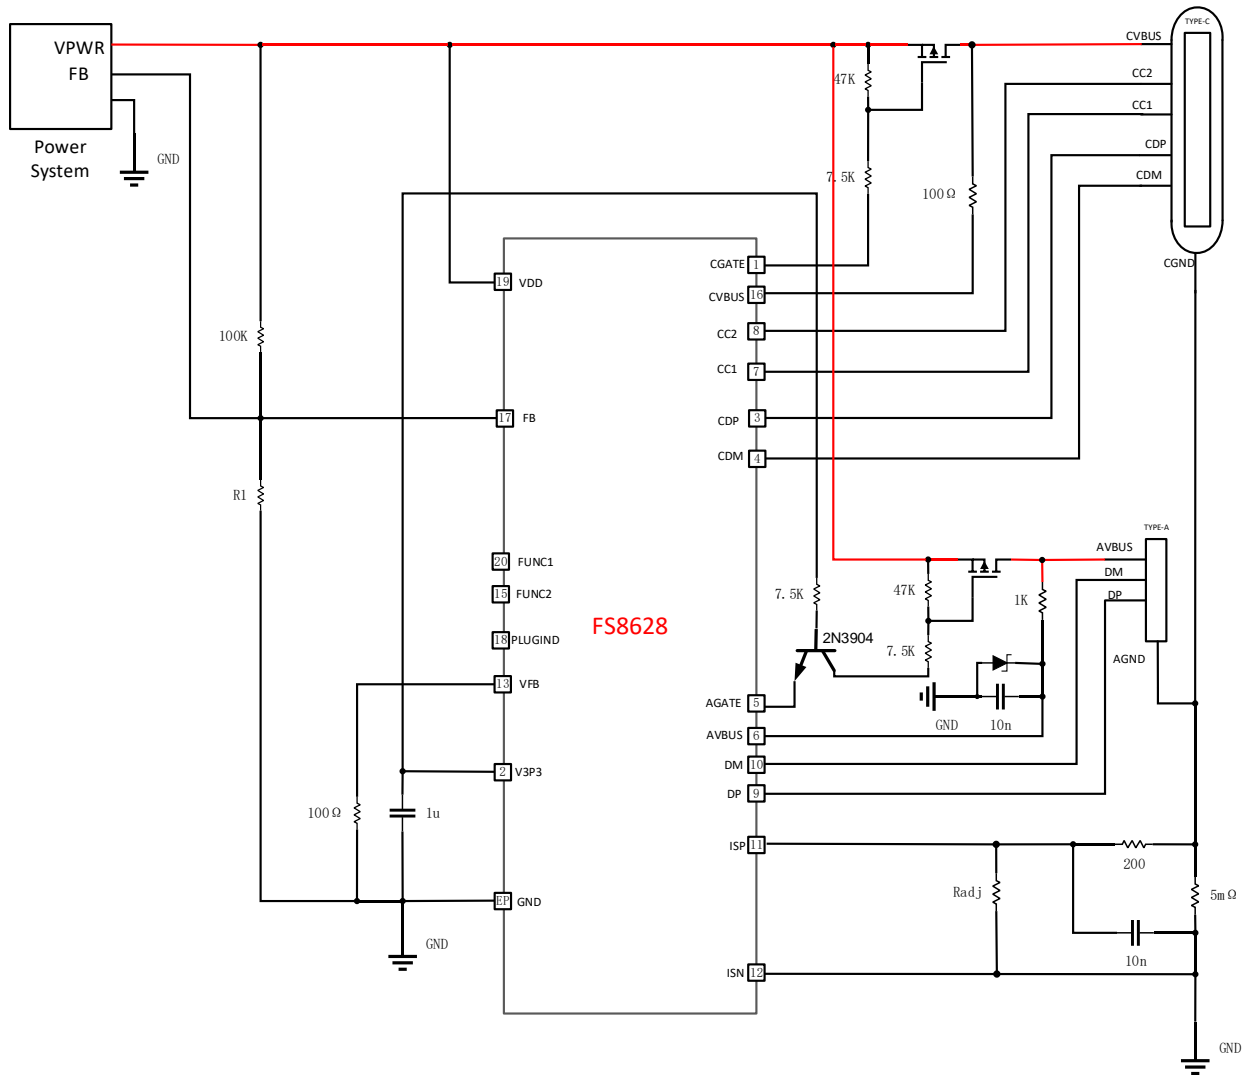 TYPE-C
VPWR
CVBUS
FB
CC2
47K
CC1
Power
System
GND
CDP
CDM
7.5K
100Ω
CGATE 1
CGND
19 VDD
CVBUS 16
100K
CC2 8
CC1 7
17 FB
CDP 3
CDM 4
R1
TYPE-A
AVBUS
20 FUNC1
DM
15 FUNC2
7.5K
47K
1K
DP
FS8628
18 PLUGIND
2N3904
7.5K
AGND
13 VFB
AGATE 5
GND
10n
AVBUS 6
2 V3P3
DM 10
DP 9
100Ω
1u
ISP 11
200
Radj
5mΩ
EP GND
GND
10n
ISN 12
GND